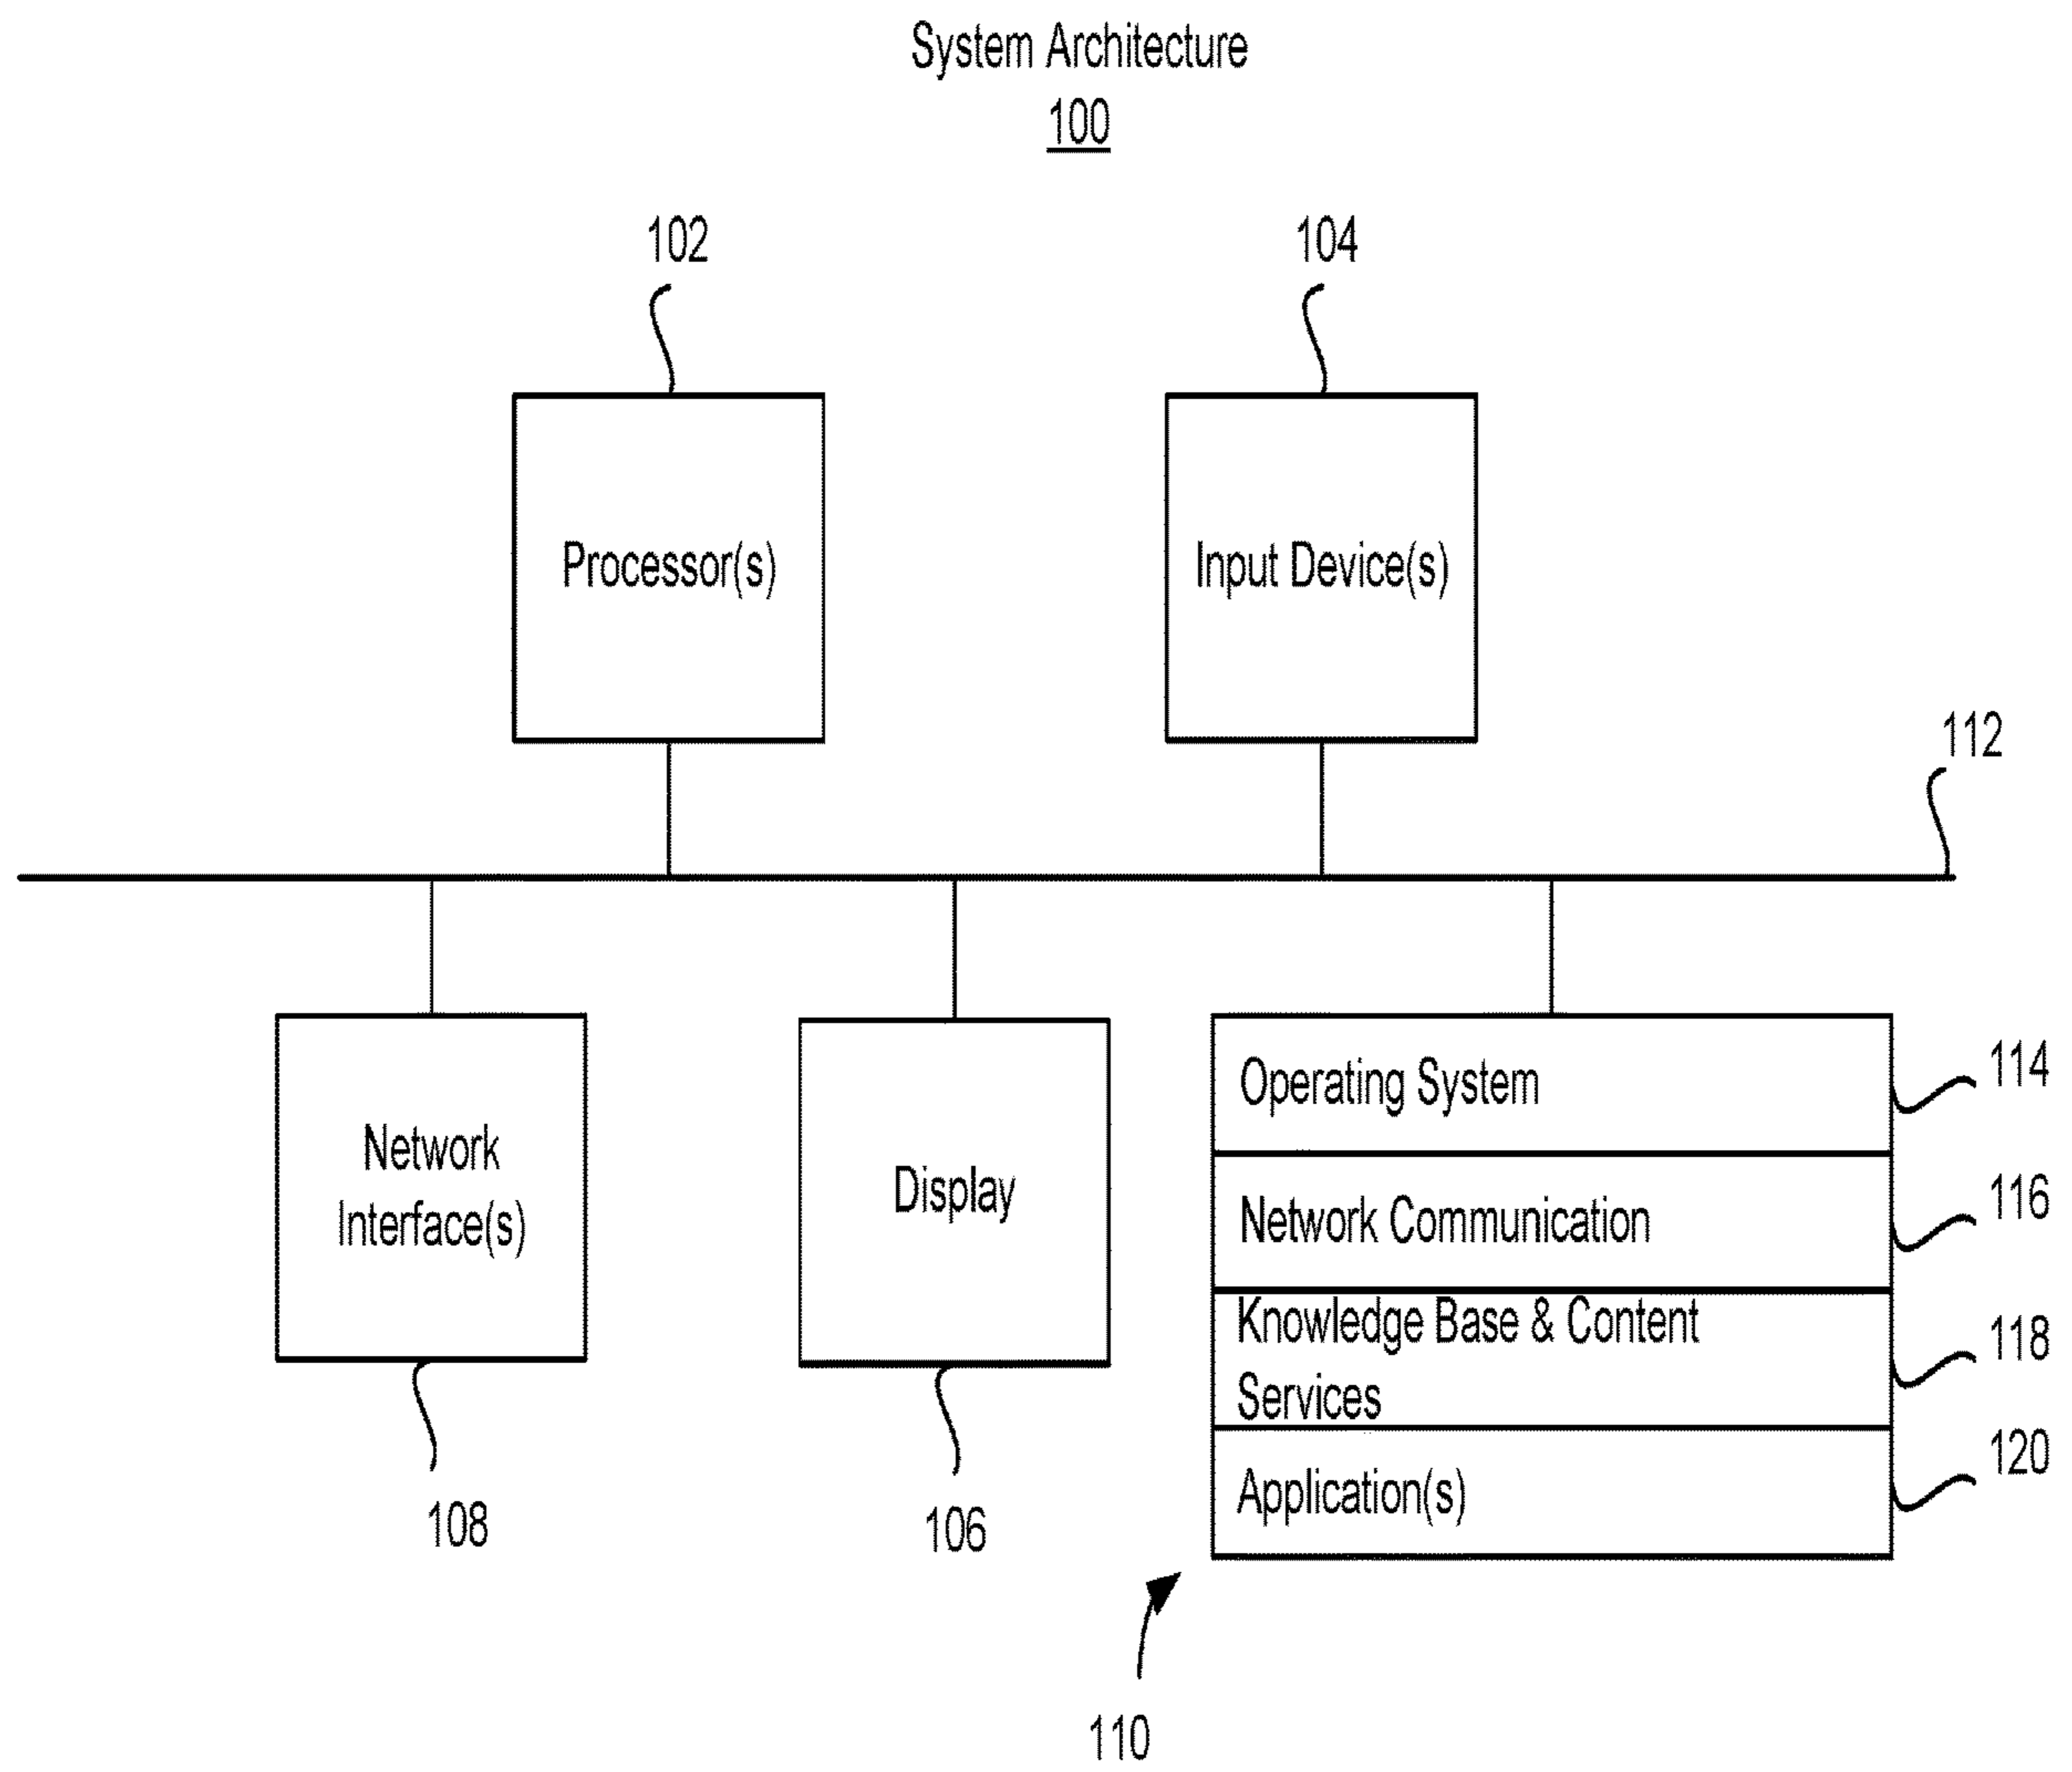 System Architecture
100
102
104
Processor(s)
Input Device(s)
112
Network
Interface(s)
Display
Operating System
114
Network Communication
116
Knowledge Base & Content
Services
118
Application(s)
120
108
106
110